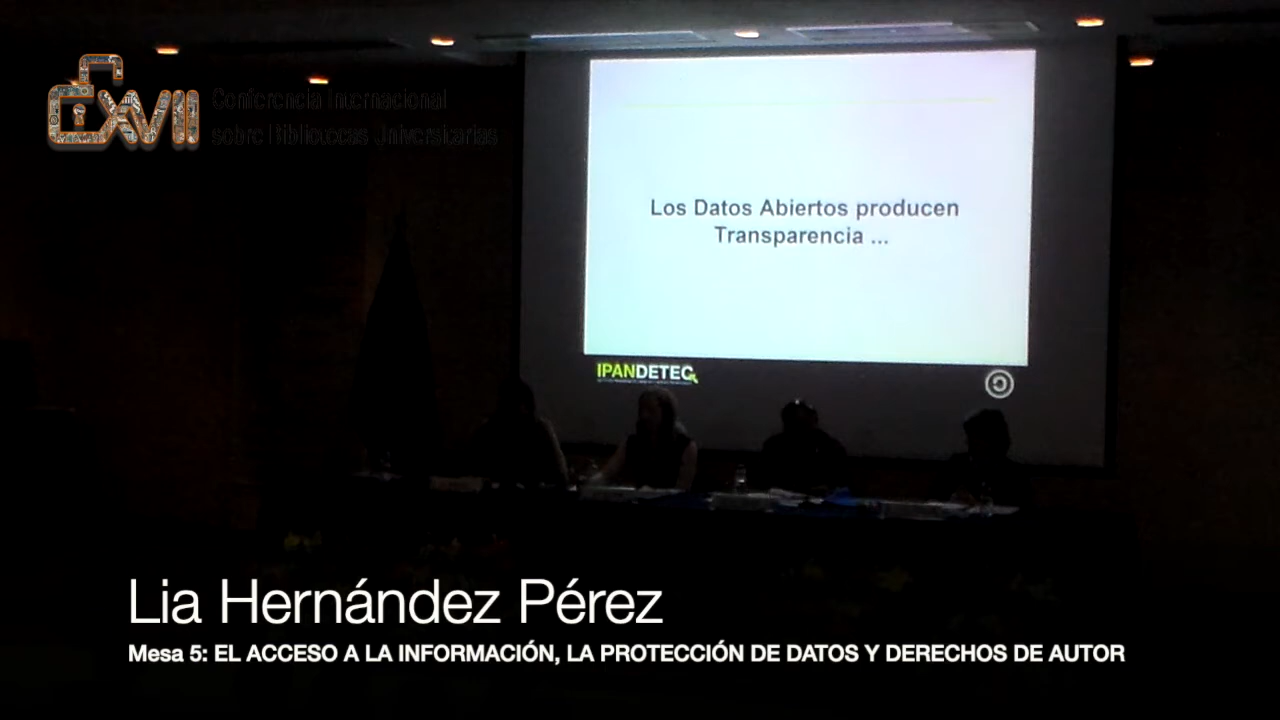 XVII
Conferencia Internacional
sobre Bibliotecas Universitarias
Los Datos Abiertos producen
Transparencia ...
IPANDETEC
Lia Hernández Pérez
Mesa 5: EL ACCESO A LA INFORMACIÓN, LA PROTECCIÓN DE DATOS Y DERECHOS DE AUTOR